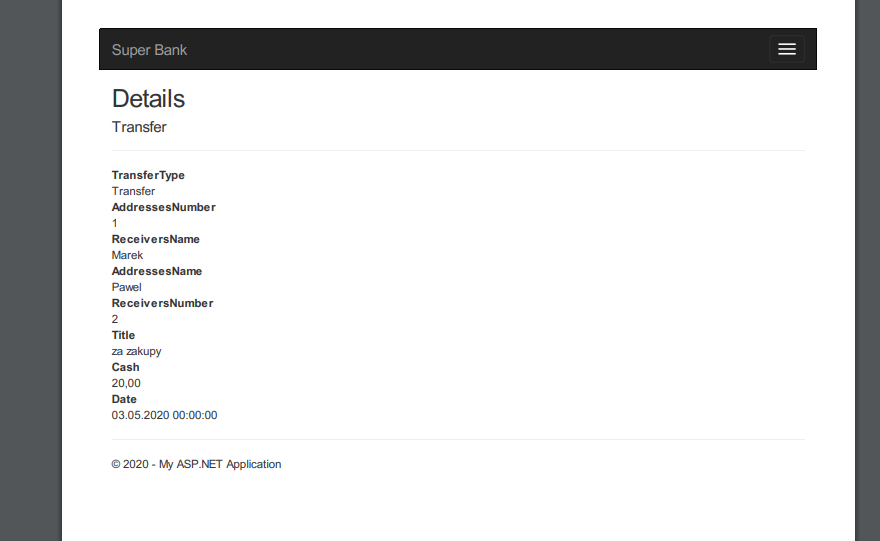 Super Bank
Details
Transfer
TransferType
Transfer
AddressesNumber
1
ReceiversName
Marek
AddressesName
Pawel
ReceiversNumber
2
Title
za zakupy
Cash
20,00
Date
03.05.2020 00:00:00
© 2020 - My ASP.NET Application